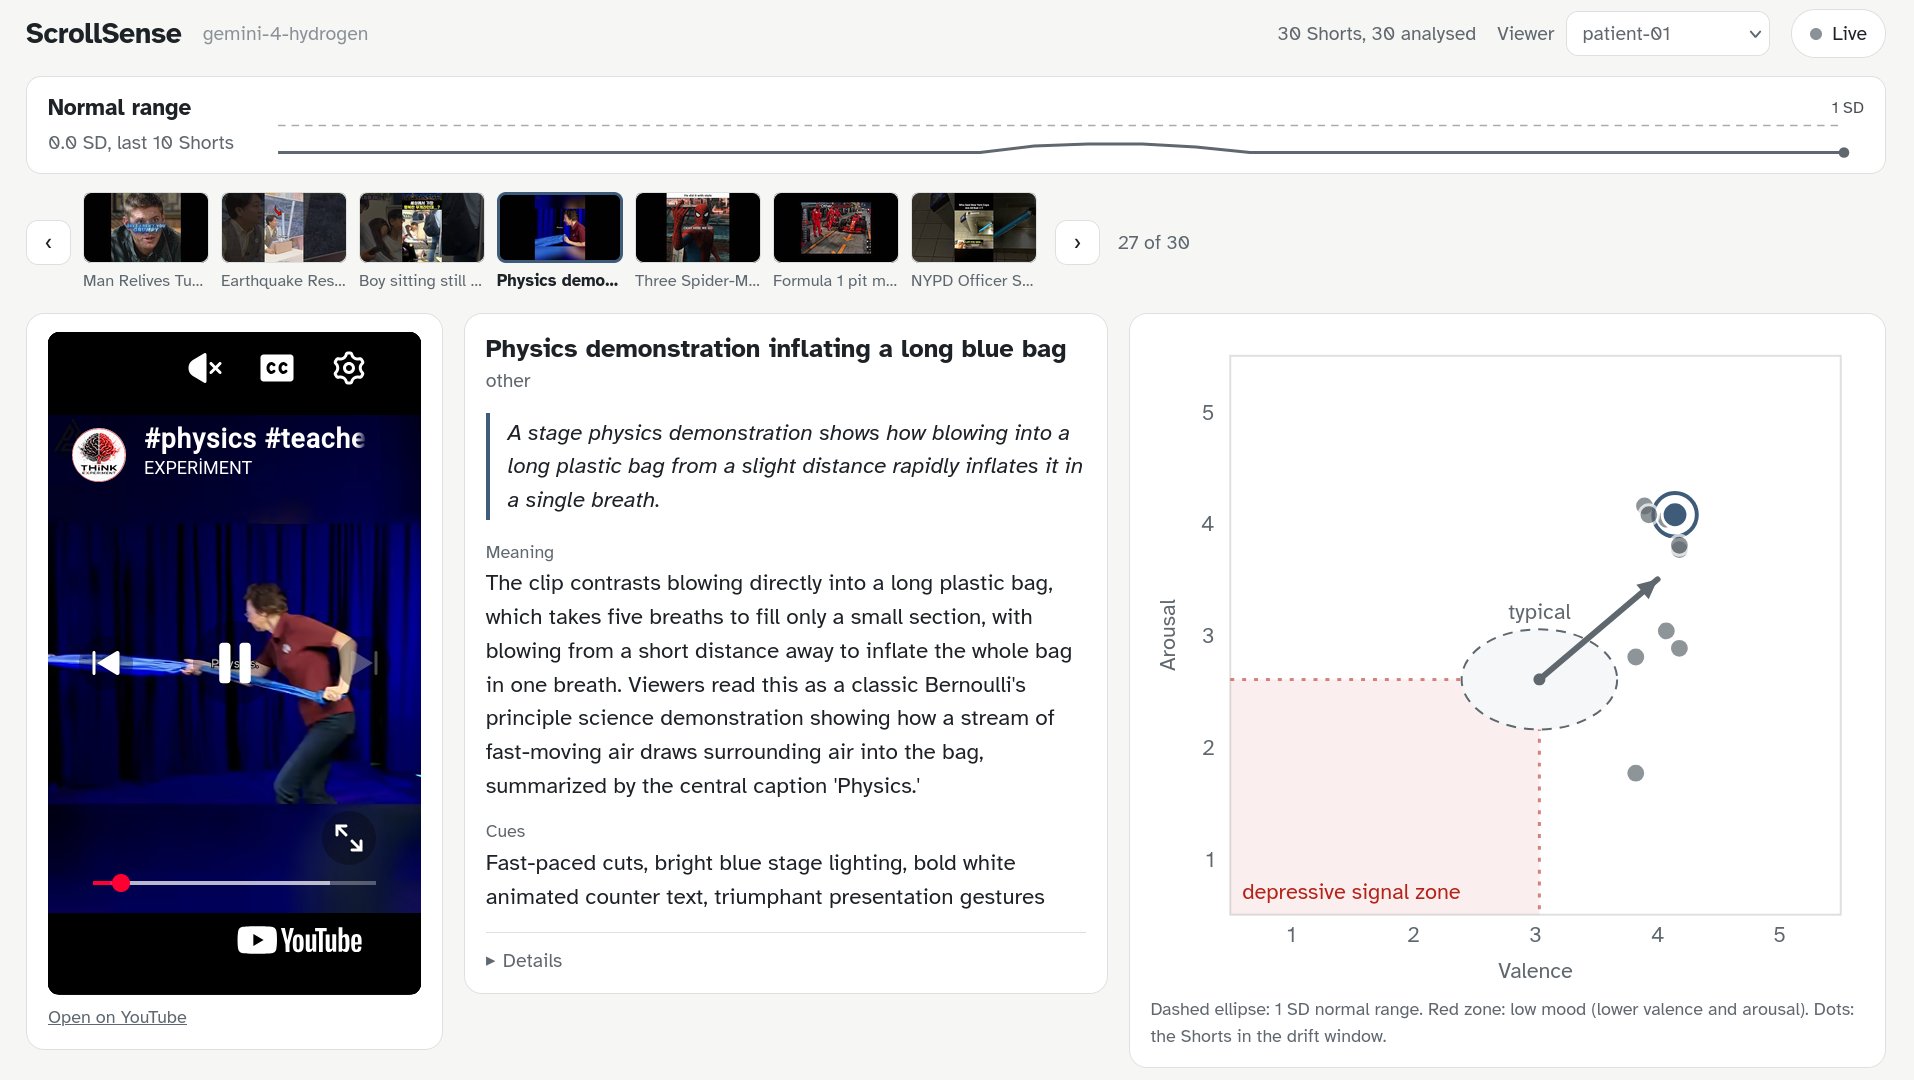 ScrollSense gemini-4-hydrogen
30 Shorts, 30 analysed Viewer patient-01 Live
Normal range
0.0 SD, last 10 Shorts
1 SD
Man Relives Tu...
Earthquake Res...
Boy sitting still ...
Physics demo...
Three Spider-M...
Formula 1 pit m...
NYPD Officer S...
27 of 30
CC
#physics #teache
EXPERİMENT
THiNK
Physics.
YouTube
Open on YouTube
Physics demonstration inflating a long blue bag
other
A stage physics demonstration shows how blowing into a
long plastic bag from a slight distance rapidly inflates it in
a single breath.
Meaning
The clip contrasts blowing directly into a long plastic bag,
which takes five breaths to fill only a small section, with
blowing from a short distance away to inflate the whole bag
in one breath. Viewers read this as a classic Bernoulli's
principle science demonstration showing how a stream of
fast-moving air draws surrounding air into the bag,
summarized by the central caption 'Physics.'
Cues
Fast-paced cuts, bright blue stage lighting, bold white
animated counter text, triumphant presentation gestures
Details
5
4
3
2
1
Arousal
typical
depressive signal zone
1 2 3 4 5
Valence
Dashed ellipse: 1 SD normal range. Red zone: low mood (lower valence and arousal). Dots:
the Shorts in the drift window.